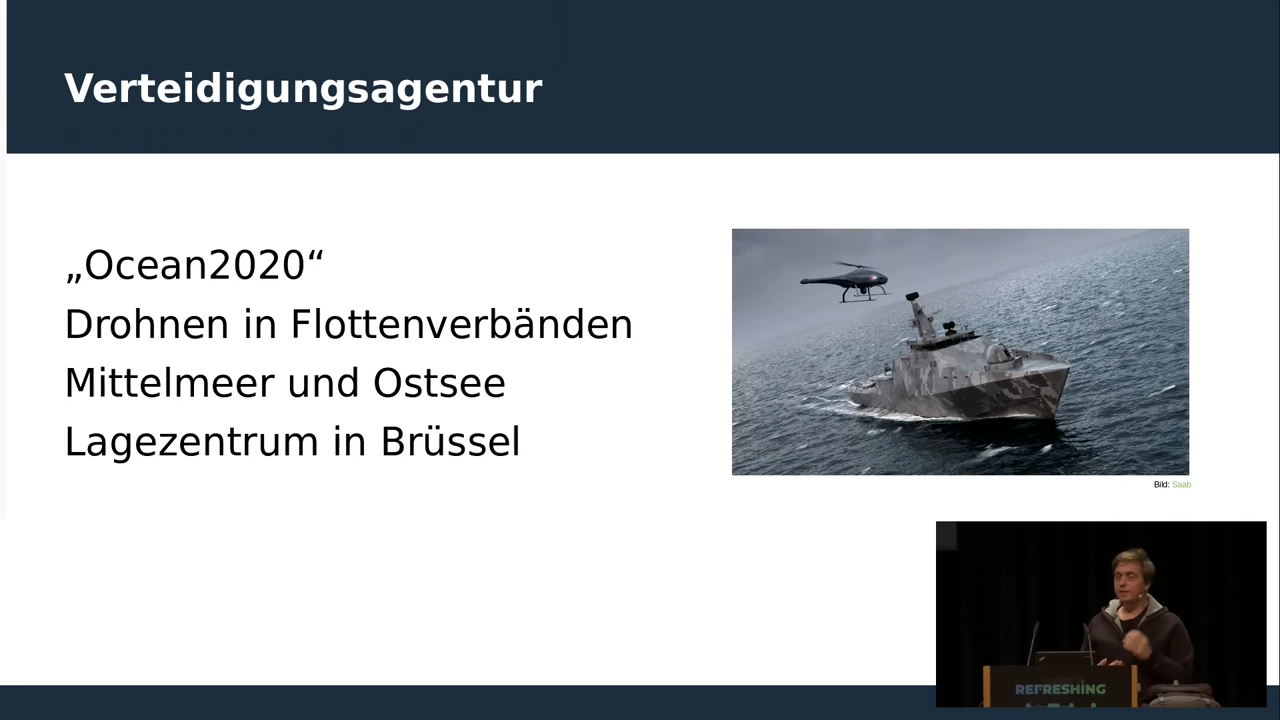 Verteidigungsagentur
„Ocean2020“
Drohnen in Flottenverbänden
Mittelmeer und Ostsee
Lagezentrum in Brüssel
Bild: Saab
REFRESHING